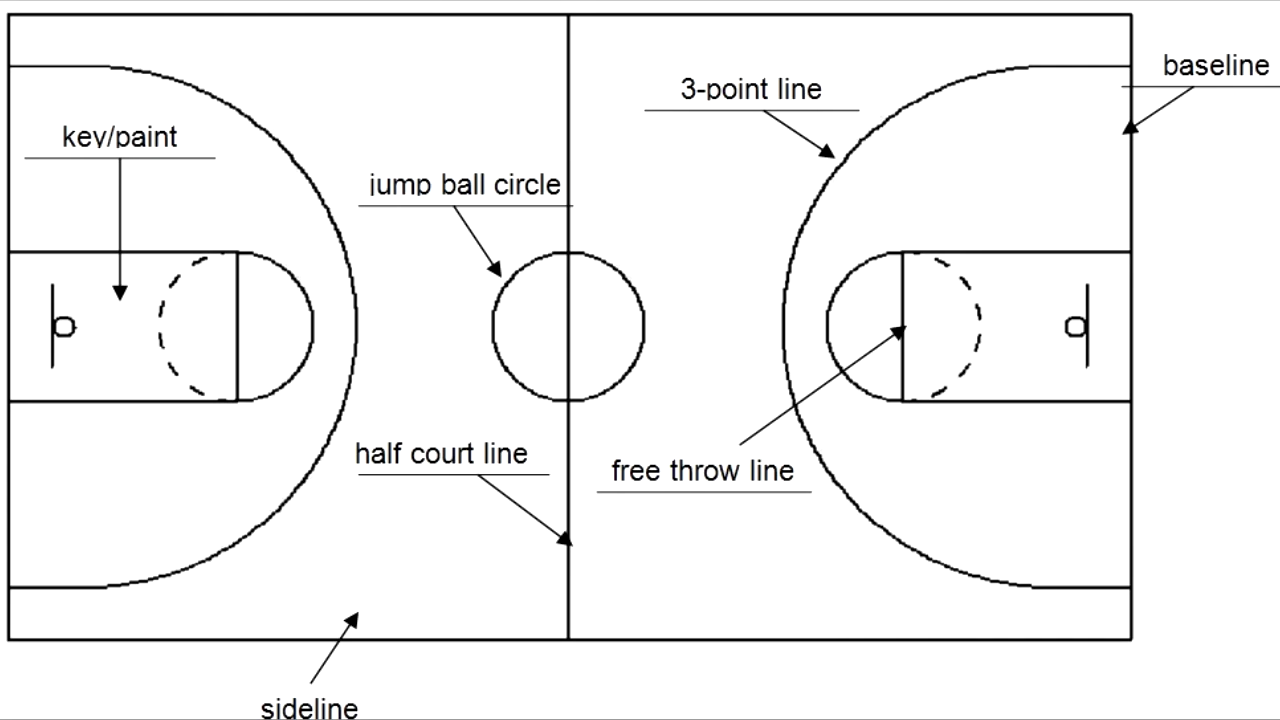 baseline
3-point line
key/paint
jump ball circle
half court line
free throw line
sideline